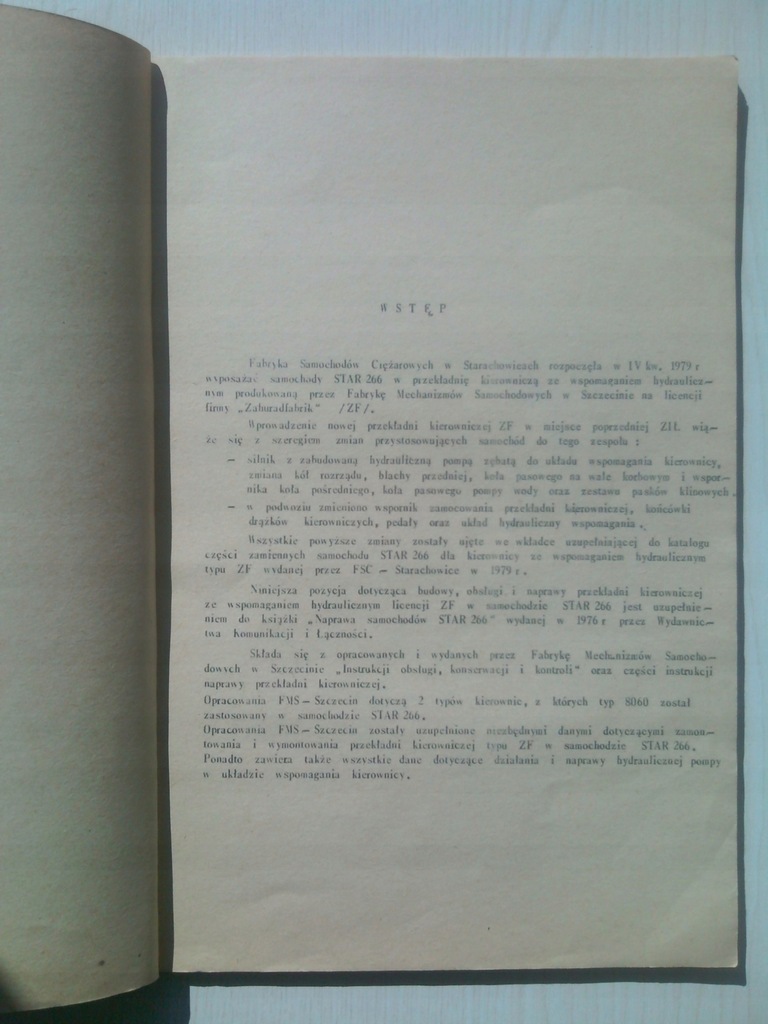 WSTĘP
Fabryka Samochodów Ciężarowych w Starachowicach rozpoczęła w IV kw. 1979 r
wyposażać samochody STAR 266 w przekładnię kierowniczą ze wspomaganiem hydraulicz—
nym produkowaną przez Fabrykę Mechanizmów Samochodowych w Szczecinie na licencji
firmy „Zahnradfabrik" /ZF/.
Wprowadzenie nowej przekładni kierowniczej ZF w miejsce poprzedniej ZIŁ wią—
że się z szeregiem zmian przystosowujących samochód do tego zespołu :
— silnik z zabudowaną hydrauliczną pompą zębatą do układu wspomagania kierownicy,
zmiana kół rozrządu, blachy przedniej, koła pasowego na wale korbowym i wspor—
nika koła pośredniego, koła pasowego pompy wody oraz zestawu pasków klinowych.
— w podwoziu zmieniono wspornik zamocowania przekładni kierowniczej, końcówki
drążków kierowniczych, pedały oraz układ hydrauliczny wspomagania.
Wszystkie powyższe zmiany zostały ujęte we wkładce uzupełniającej do katalogu
części zamiennych samochodu STAR 266 dla kierownicy ze wspomaganiem hydraulicznym
typu ZF wydanej przez FSC — Starachowice w 1979 r.
Niniejsza pozycja dotycząca budowy, obsługi i naprawy przekładni kierowniczej
ze wspomaganiem hydraulicznym licencji ZF w samochodzie STAR 266 jest uzupełnie—
niem do książki „Naprawa samochodów STAR 266" wydanej w 1976 r przez Wydawnic—
twa Komunikacji i Łączności.
Składa się z opracowanych i wydanych przez Fabrykę Mechanizmów Samocho—
dowych w Szczecinie „Instrukcji obsługi, konserwacji i kontroli" oraz części instrukcji
naprawy przekładni kierowniczej.
Opracowania FMS — Szczecin dotyczą 2 typów kierownic, z których typ 8060 został
zastosowany w samochodzie STAR 266.
Opracowania FMS — Szczecin zostały uzupełnione niezbędnymi danymi dotyczącymi zamon—
towania i wymontowania przekładni kierowniczej typu ZF w samochodzie STAR 266.
Ponadto zawiera także wszystkie dane dotyczące działania i naprawy hydraulicznej pompy
w układzie wspomagania kierownicy.